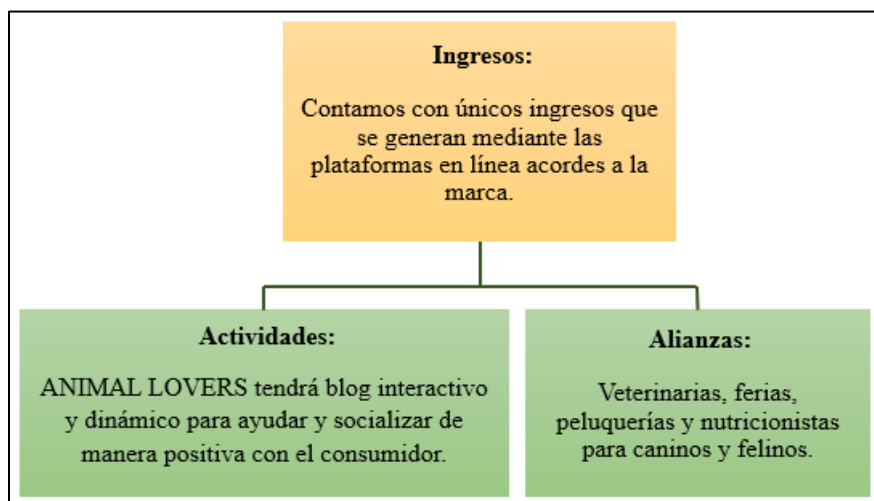 Ingresos:
Contamos con únicos ingresos que
se generan mediante las
plataformas en línea acordes a la
marca.
Actividades:
ANIMAL LOVERS tendrá blog interactivo
y dinámico para ayudar y socializar de
manera positiva con el consumidor.
Alianzas:
Veterinarias, ferias,
peluquerías y nutricionistas
para caninos y felinos.